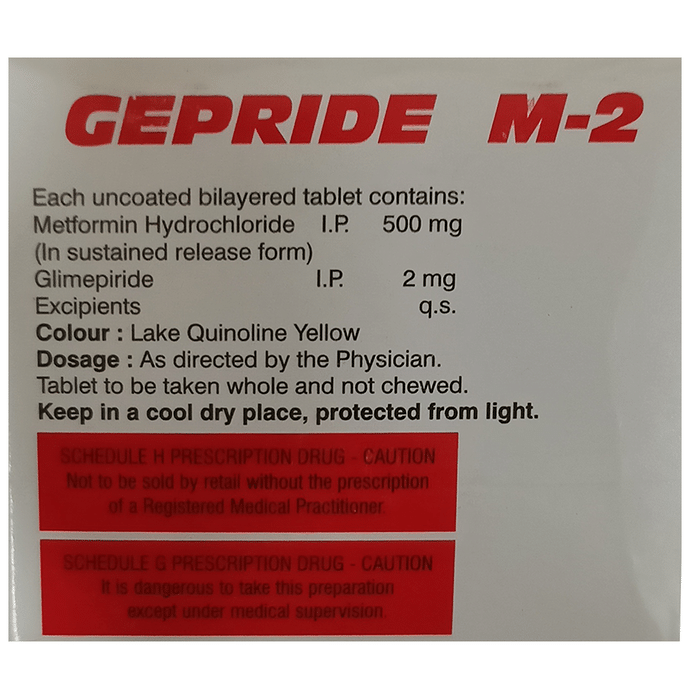 GEPRIDE M-2
Each uncoated bilayered tablet contains:
Metformin Hydrochloride I.P. 500 mg
(In sustained release form)
Glimepiride I.P. 2 mg
Excipients q.s.
Colour : Lake Quinoline Yellow
Dosage : As directed by the Physician.
Tablet to be taken whole and not chewed.
Keep in a cool dry place, protected from light.
SCHEDULE H PRESCRIPTION DRUG - CAUTION
Not to be sold by retail without the prescription
of a Registered Medical Practitioner.
SCHEDULE G PRESCRIPTION DRUG - CAUTION
It is dangerous to take this preparation
except under medical supervision.